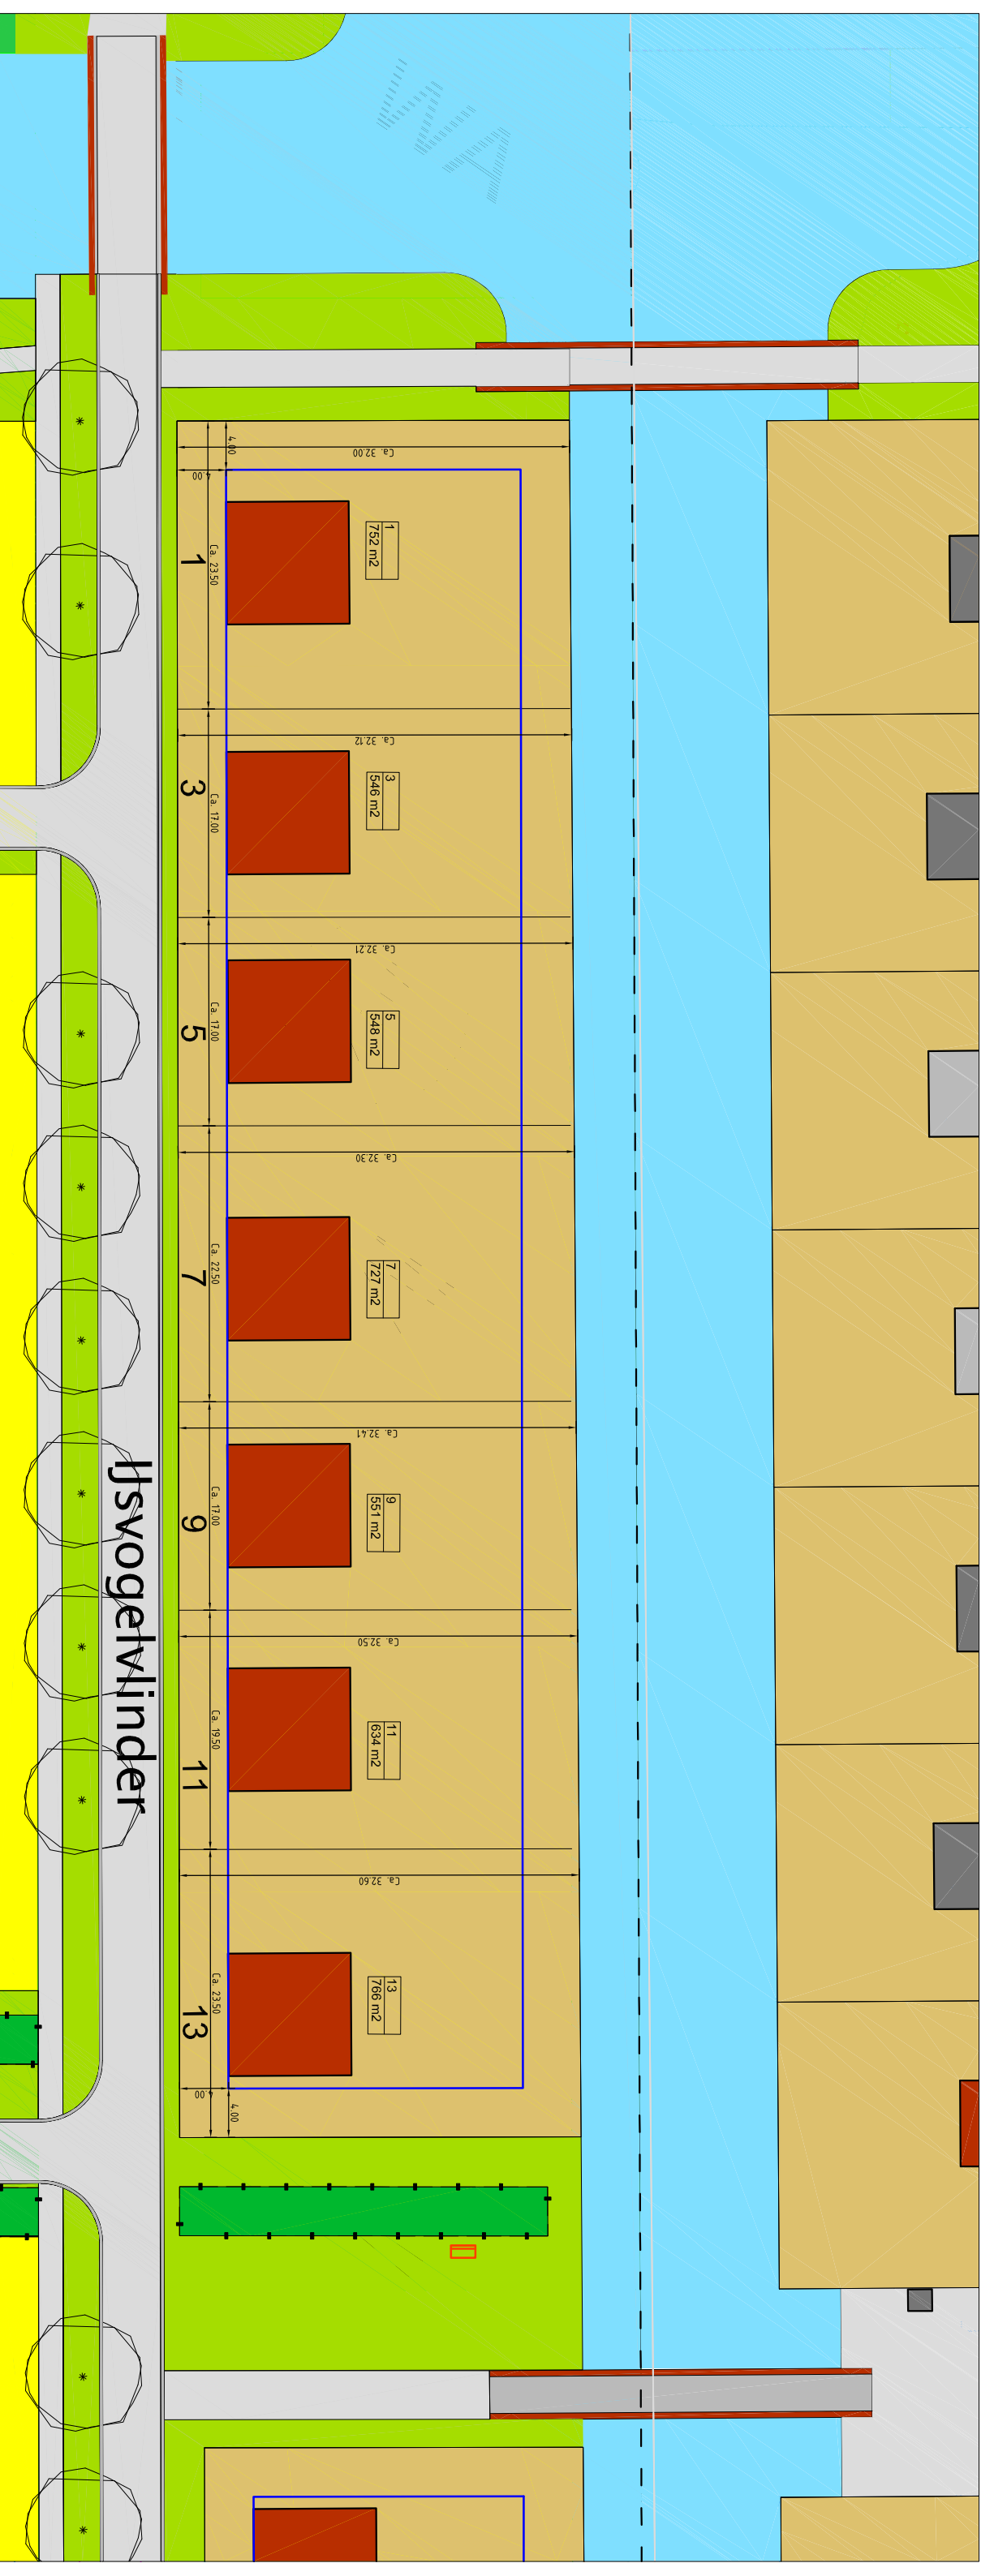 WA
4.00
Ca. 32.00
4.00
Ca. 23.50
1
1
752 m2
Ca. 32.12
Ca. 17.00
3
3
546 m2
Ca. 32.21
Ca. 17.00
5
5
548 m2
Ca. 32.30
Ca. 22.50
7
7
727 m2
Ca. 32.41
Ca. 17.00
9
9
551 m2
IJsvogelvlinder
Ca. 32.50
Ca. 19.50
11
11
634 m2
Ca. 32.60
Ca. 23.50
13
13
766 m2
4.00
4.00